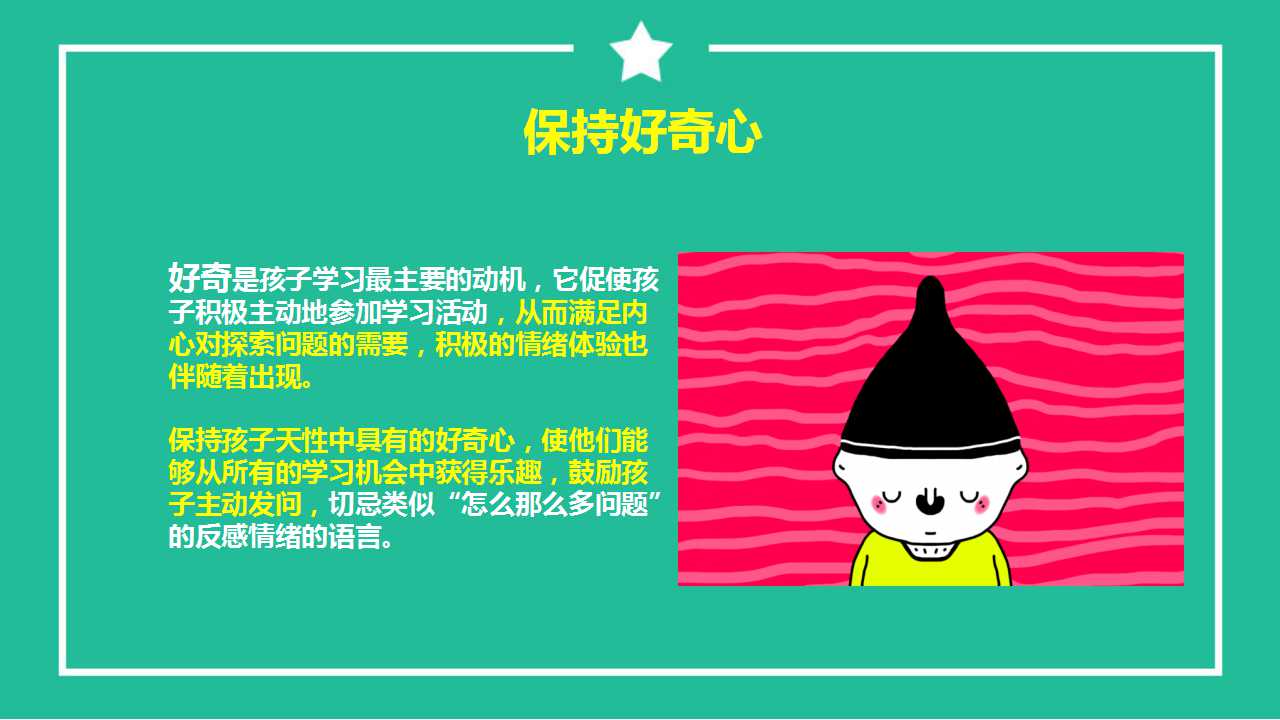 保持好奇心
好奇是孩子学习最主要的动机，它促使孩
子积极主动地参加学习活动，从而满足内
心对探索问题的需要，积极的情绪体验也
伴随着出现。
保持孩子天性中具有的好奇心，使他们能
够从所有的学习机会中获得乐趣，鼓励孩
子主动发问，切忌类似“怎么那么多问题”
的反感情绪的语言。